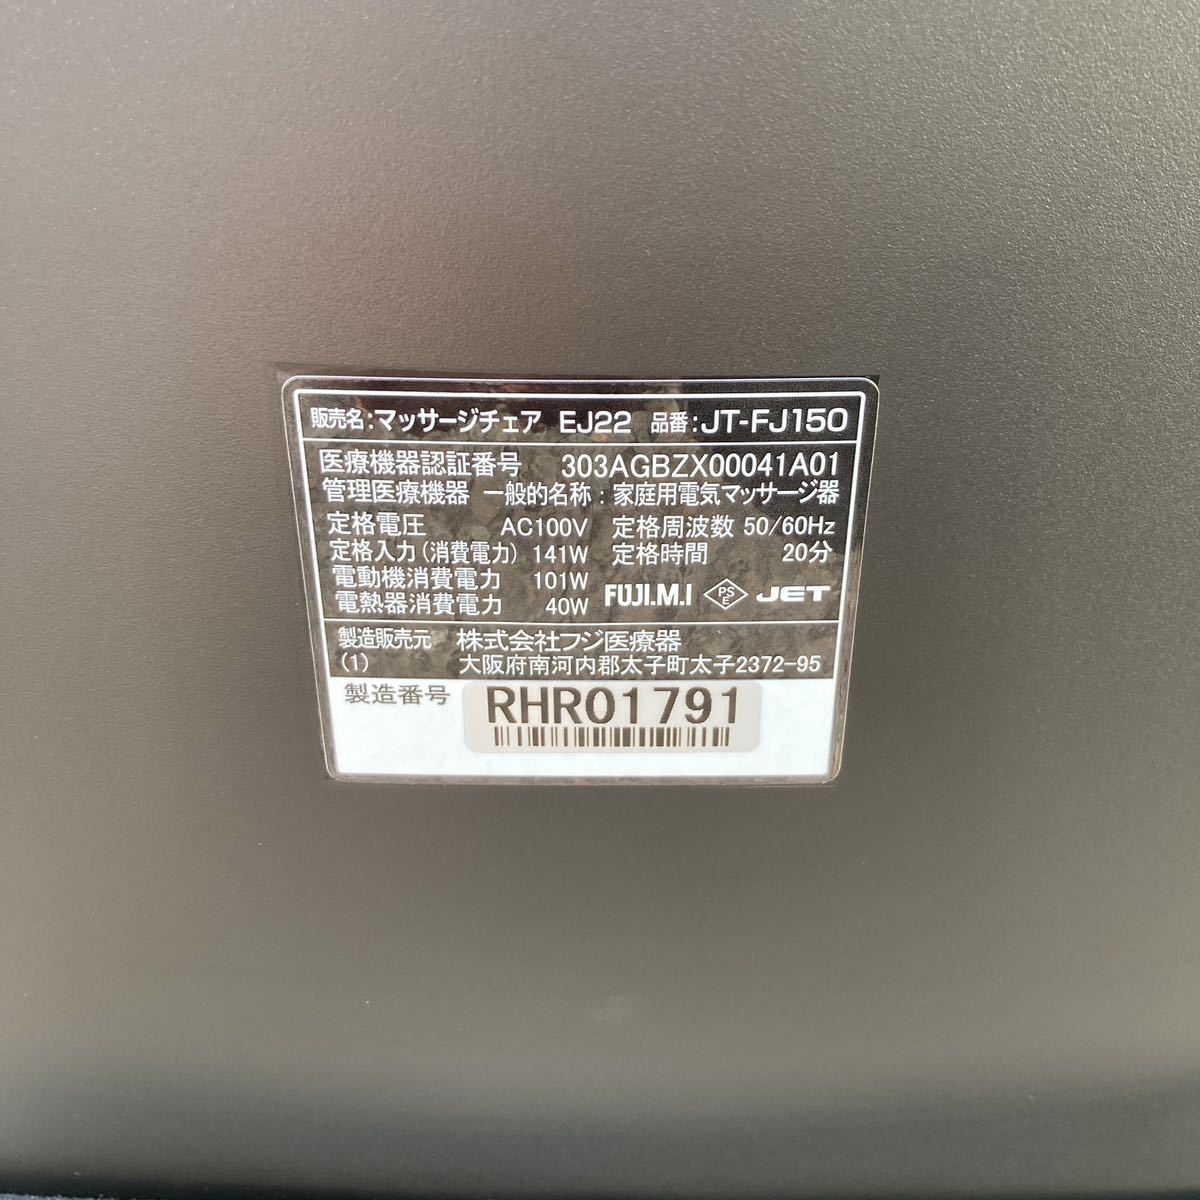 販売名:マッサージチェア EJ22 品番:JT-FJ150
医療機器認証番号 303AGBZX00041A01
管理医療機器 一般的名称:家庭用電気マッサージ器
定格電圧 AC100V 定格周波数 50/60Hz
定格入力(消費電力) 141W 定格時間 20分
電動機消費電力 101W
電熱器消費電力 40W
FUJI.M.I PSE JET
製造販売元 株式会社フジ医療器
(1) 大阪府南河内郡太子町太子2372-95
製造番号 RHR01791